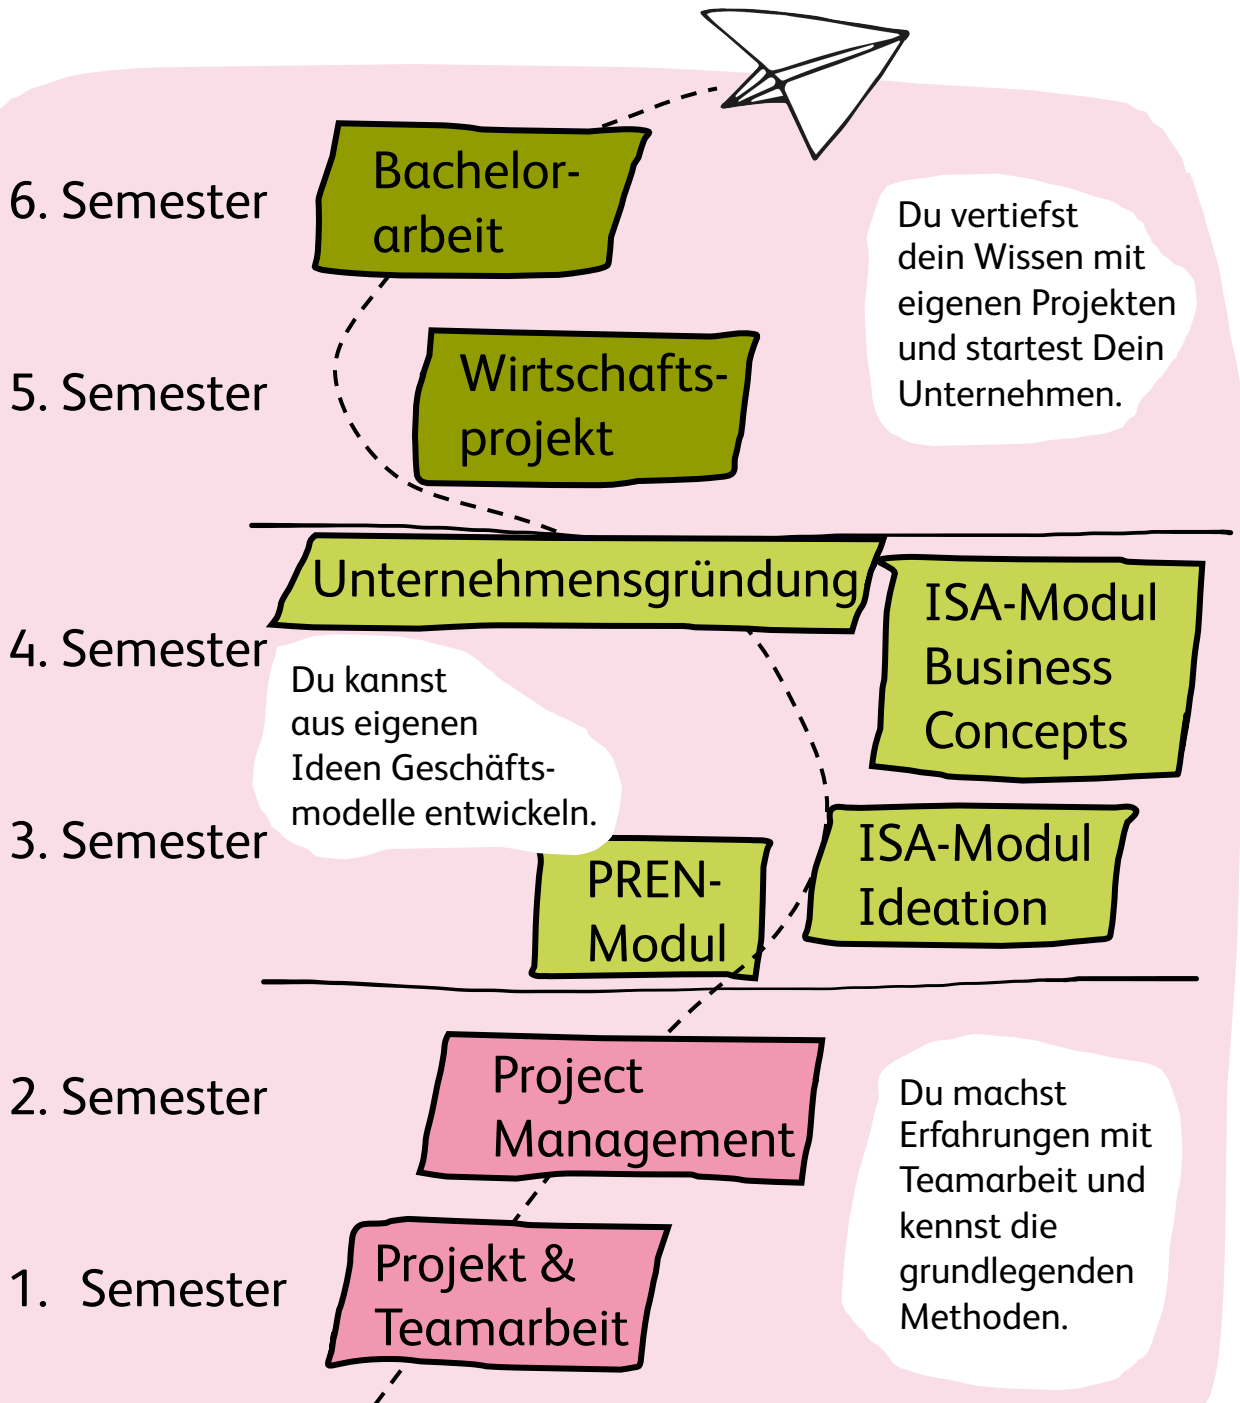 6. Semester
Bachelor-
arbeit
Du vertiefst
dein Wissen mit
eigenen Projekten
und startest Dein
Unternehmen.
5. Semester
Wirtschafts-
projekt
4. Semester
Unternehmensgründung
ISA-Modul
Business
Concepts
Du kannst
aus eigenen
Ideen Geschäfts-
modelle entwickeln.
3. Semester
PREN-
Modul
ISA-Modul
Ideation
2. Semester
Project
Management
Du machst
Erfahrungen mit
Teamarbeit und
kennst die
grundlegenden
Methoden.
1. Semester
Projekt &
Teamarbeit